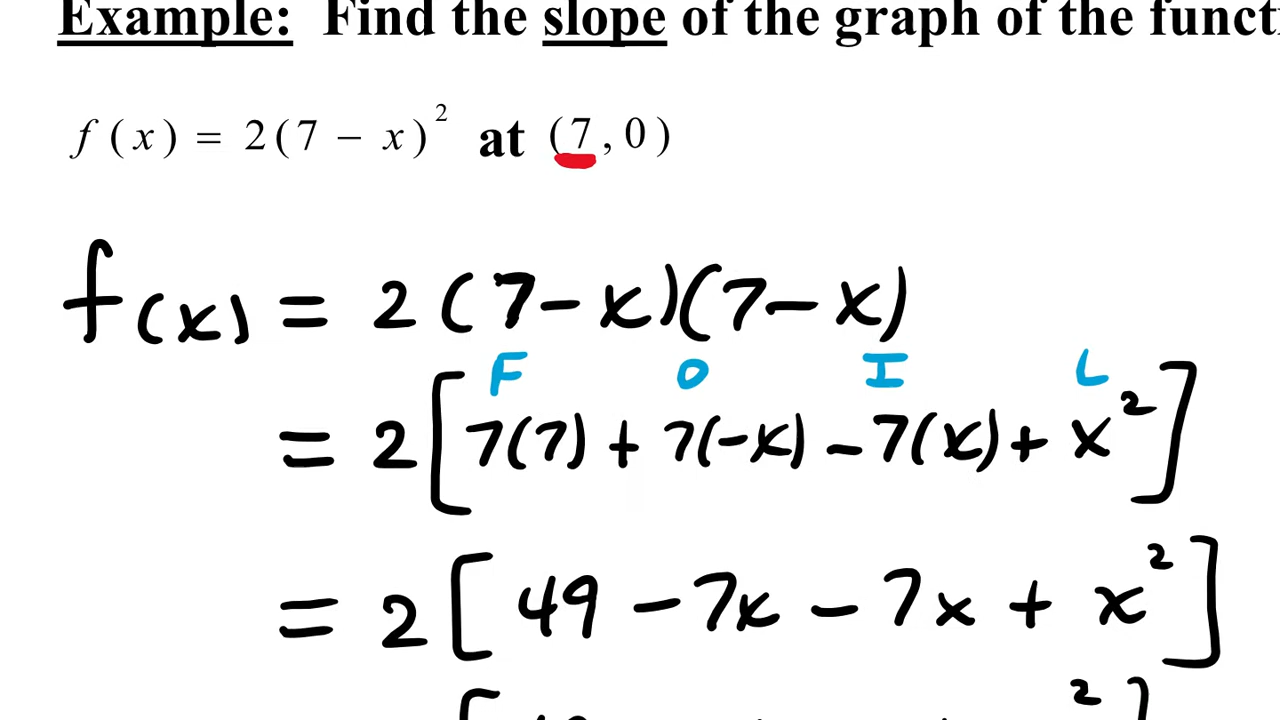 Example: Find the slope of the graph of the
f(x) = 2(7 − x)² at (7,0)
f(x) = 2(7−x)(7−x)
F O I L
= 2[7(7) + 7(−x) − 7(x) + x²]
= 2[49 − 7x − 7x + x²]